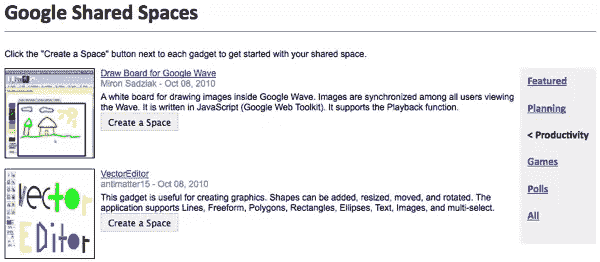 Google Shared Spaces
Click the "Create a Space" button next to each gadget to get started with your shared space.
Draw Board for Google Wave
Miron Sadziak - Oct 08, 2010
A white board for drawing images inside Google Wave. Images are synchronized among all users viewing
the Wave. It is written in JavaScript (Google Web Toolkit). It supports the Playback function.
Create a Space
vector
EDitor
VectorEditor
antimatter15 - Oct 08, 2010
This gadget is useful for creating graphics. Shapes can be added, resized, moved, and rotated. The
application supports Lines, Freeform, Polygons, Rectangles, Ellipses, Text, Images, and multi-select.
Create a Space
Featured
Planning
< Productivity
Games
Polls
All